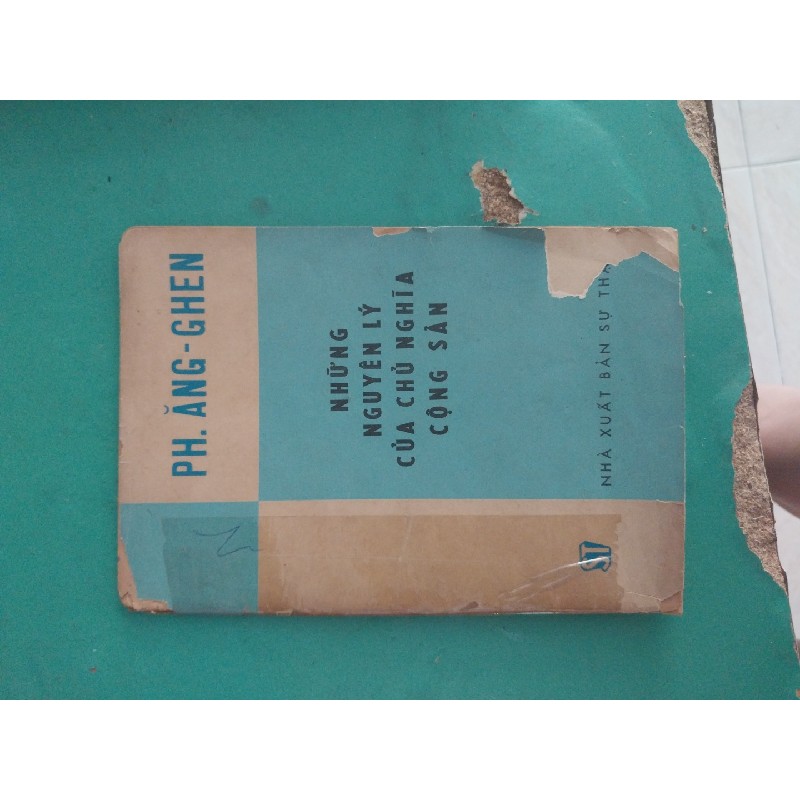 PH. ĂNG-GHEN
NHỮNG
NGUYÊN LÝ
CỦA CHỦ NGHĨA
CỘNG SẢN
NHÀ XUẤT BẢN SỰ
ST